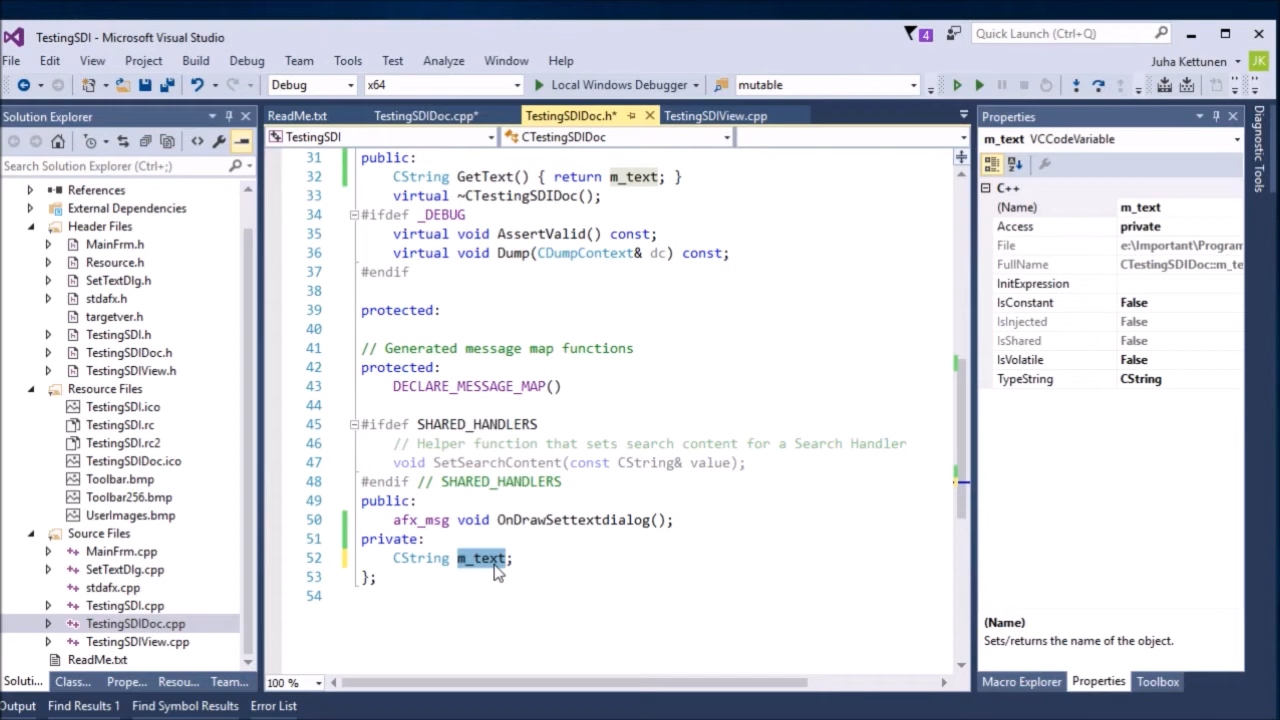 TestingSDI - Microsoft Visual Studio
4
Quick Launch (Ctrl+Q)
File Edit View Project Build Debug Team Tools Test Analyze Window Help
Juha Kettunen
JK
Debug
x64
Local Windows Debugger
mutable
Solution Explorer
Search Solution Explorer (Ctrl+;)
References
External Dependencies
Header Files
MainFrm.h
Resource.h
SetTextDlg.h
stdafx.h
targetver.h
TestingSDI.h
TestingSDIDoc.h
TestingSDIView.h
Resource Files
TestingSDI.ico
TestingSDI.rc
TestingSDI.rc2
TestingSDIDoc.ico
Toolbar.bmp
Toolbar256.bmp
UserImages.bmp
Source Files
MainFrm.cpp
SetTextDlg.cpp
stdafx.cpp
TestingSDI.cpp
TestingSDIDoc.cpp
TestingSDIView.cpp
ReadMe.txt
Soluti... Class... Prope... Resou... Team...
ReadMe.txt TestingSDIDoc.cpp* TestingSDIDoc.h* TestingSDIView.cpp
TestingSDI
CTestingSDIDoc
31 public:
32 CString GetText() { return m_text; }
33 virtual ~CTestingSDIDoc();
34 #ifdef _DEBUG
35 virtual void AssertValid() const;
36 virtual void Dump(CDumpContext& dc) const;
37 #endif
38
39 protected:
40
41 // Generated message map functions
42 protected:
43 DECLARE_MESSAGE_MAP()
44
45 #ifdef SHARED_HANDLERS
46 // Helper function that sets search content for a Search Handler
47 void SetSearchContent(const CString& value);
48 #endif // SHARED_HANDLERS
49 public:
50 afx_msg void OnDrawSettextdialog();
51 private:
52 CString m_text;
53 };
54
100 %
Properties
m_text VCCodeVariable
C++
(Name) m_text
Access private
File e:\Important\Program
FullName CTestingSDIDoc::m_te
InitExpression
IsConstant False
IsInjected False
IsShared False
IsVolatile False
TypeString CString
(Name)
Sets/returns the name of the object.
Macro Explorer Properties Toolbox
Diagnostic Tools
Output Find Results 1 Find Symbol Results Error List